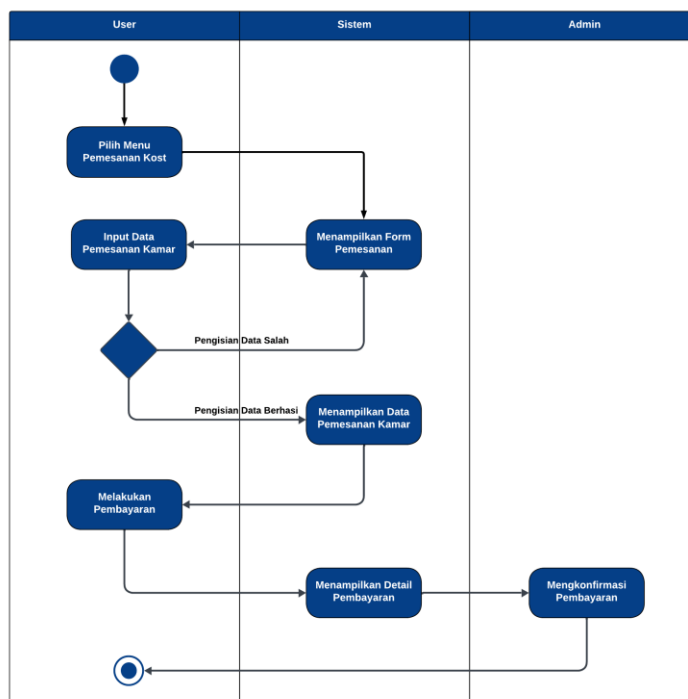 User
Sistem
Admin
Pilih Menu
Pemesanan Kost
Input Data
Pemesanan Kamar
Menampilkan Form
Pemesanan
Pengisian Data Salah
Pengisian Data Berhasi
Menampilkan Data
Pemesanan Kamar
Melakukan
Pembayaran
Menampilkan Detail
Pembayaran
Mengkonfirmasi
Pembayaran